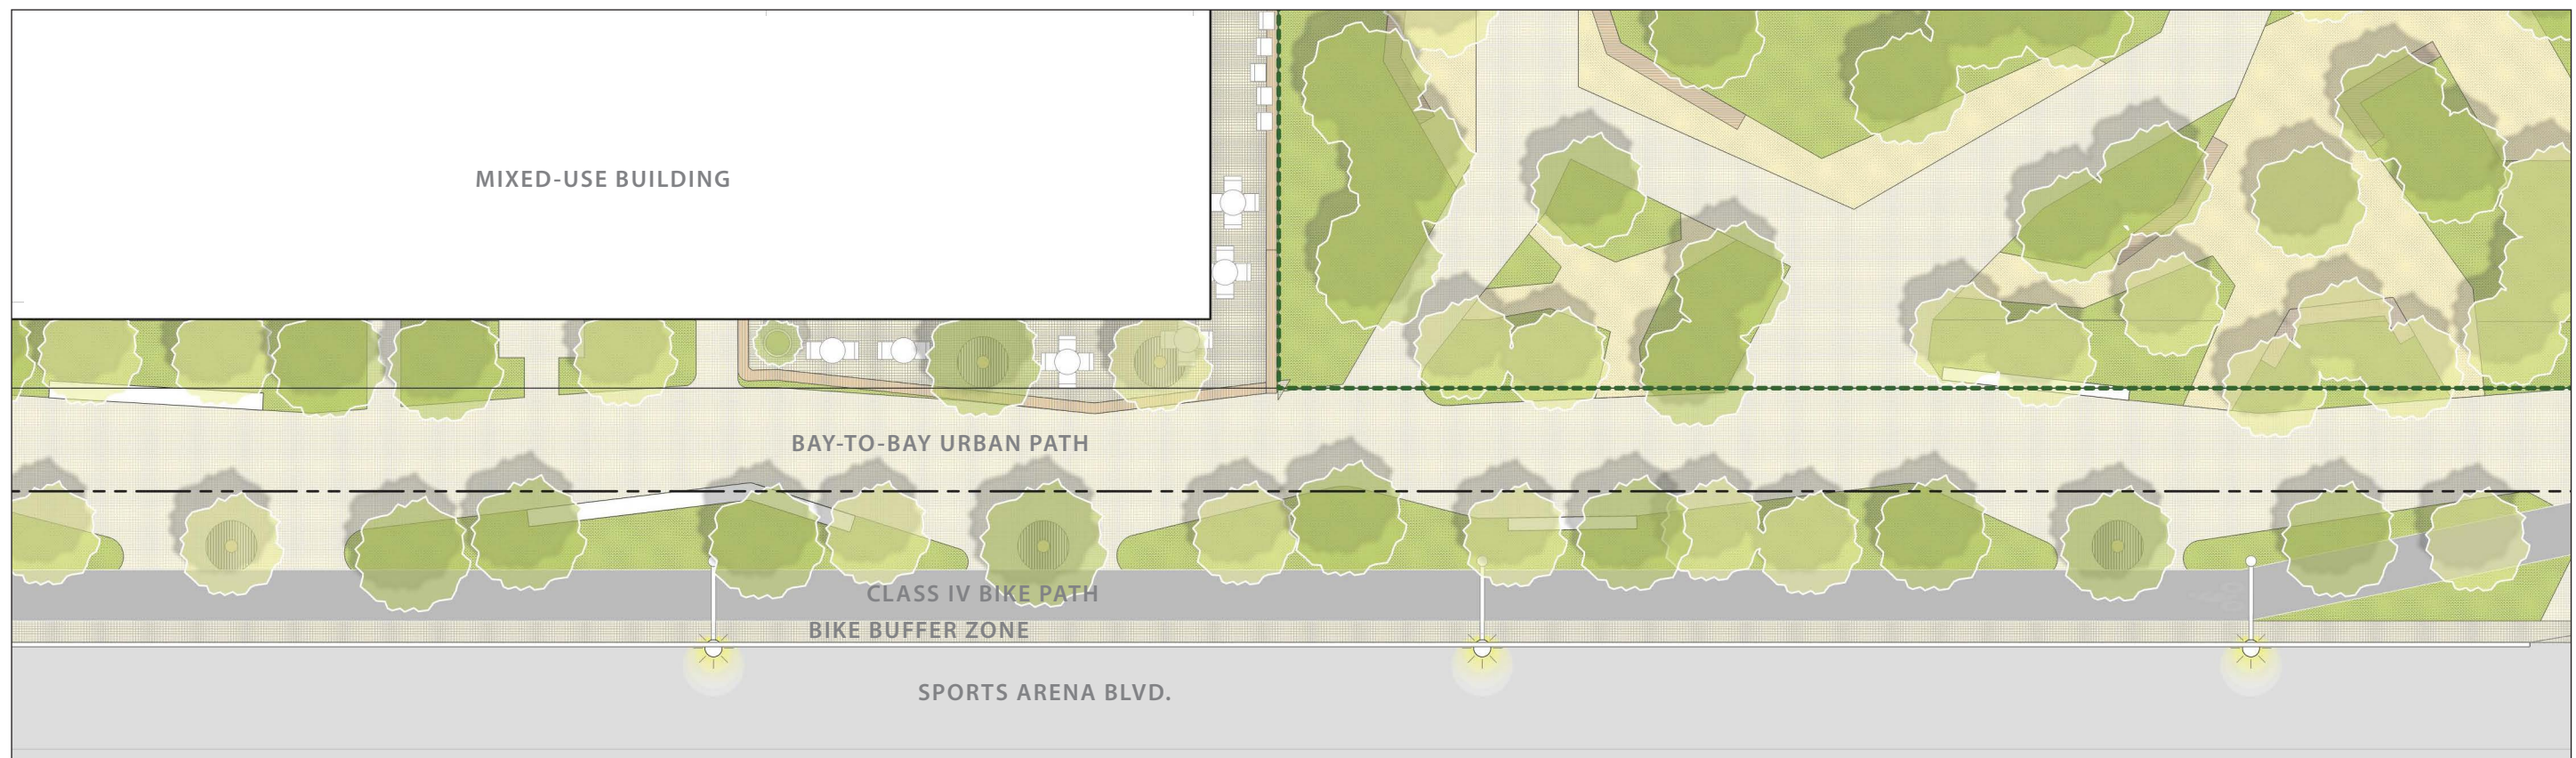 MIXED-USE BUILDING
BAY-TO-BAY URBAN PATH
CLASS IV BIKE PATH
BIKE BUFFER ZONE
SPORTS ARENA BLVD.